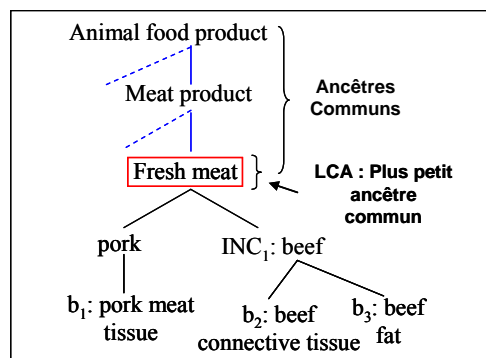 Animal food product
Ancêtres
Communs
Meat product
Fresh meat
LCA : Plus petit
ancêtre
commun
pork
INC₁: beef
b₁: pork meat
tissue
b₂: beef
connective tissue
b₃: beef
fat